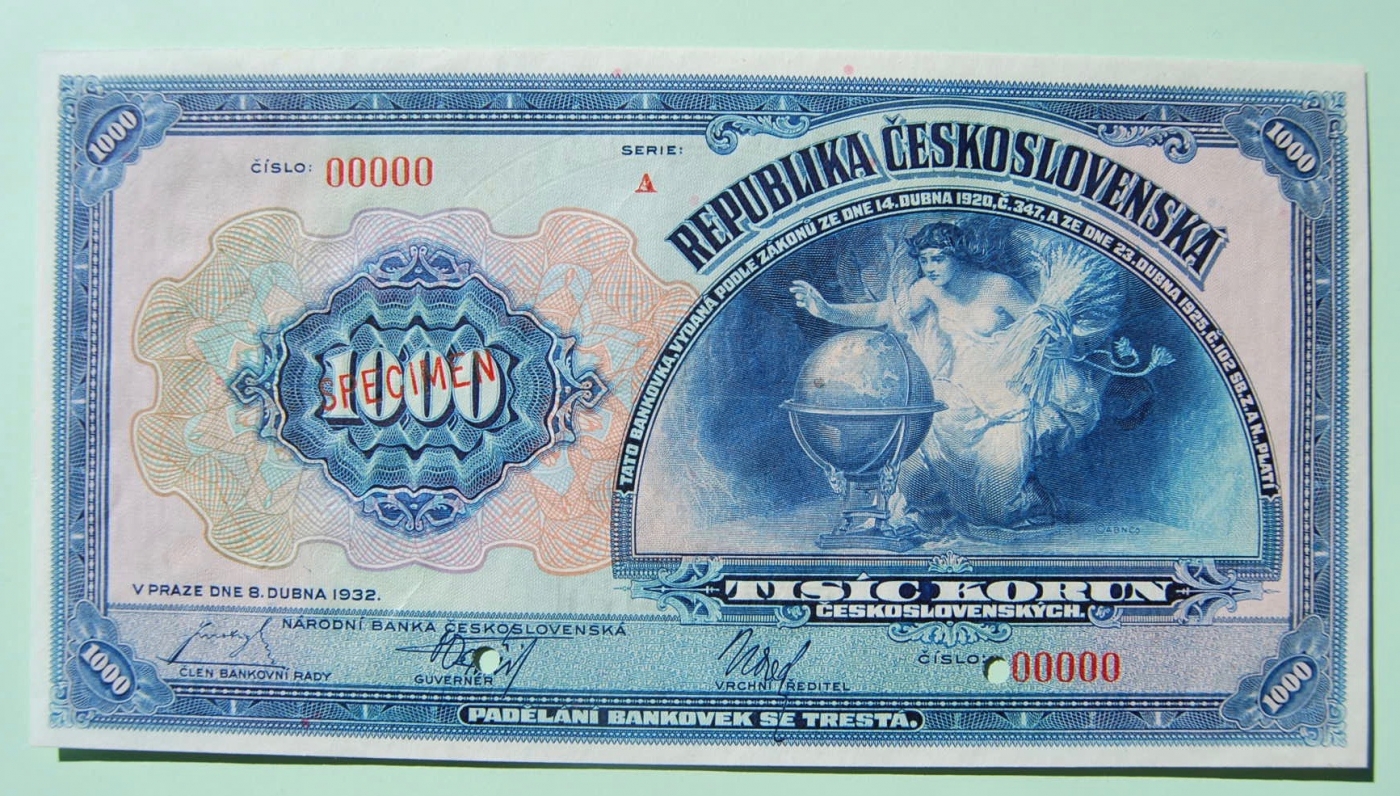 1000
1000
ČÍSLO: 00000
SERIE:
A
REPUBLIKA ČESKOSLOVENSKÁ
TATO BANKOVKA, VYDANÁ PODLE ZÁKONŮ ZE DNE 14. DUBNA 1920, Č. 347, A ZE DNE 23. DUBNA 1925, Č. 102 SB. Z. A N., PLATÍ
1000
SPECIMEN
ABNCO
TISÍC KORUN
ČESKOSLOVENSKÝCH.
V PRAZE DNE 8. DUBNA 1932.
NÁRODNÍ BANKA ČESKOSLOVENSKÁ
ČLEN BANKOVNÍ RADY
GUVERNÉR
VRCHNÍ ŘEDITEL
ČÍSLO: 00000
1000
1000
PADĚLÁNÍ BANKOVEK SE TRESTÁ.